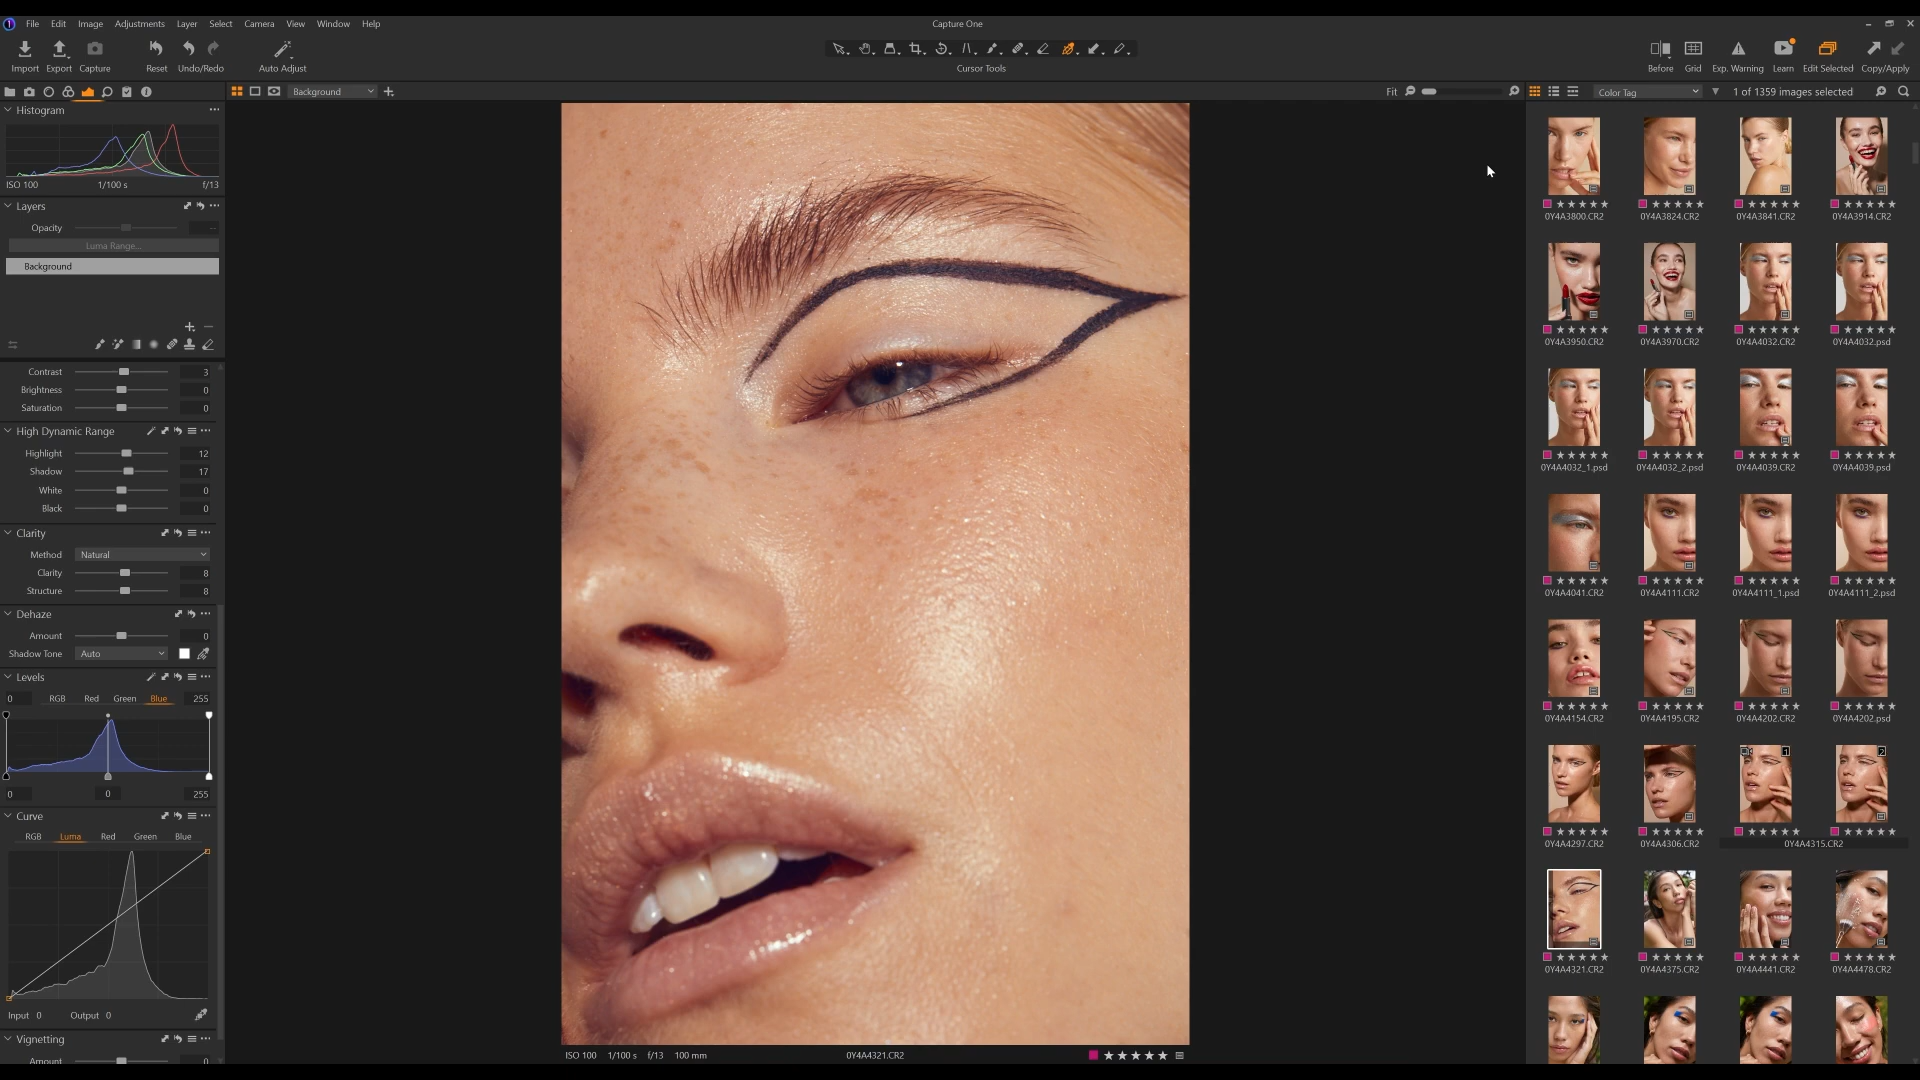 File Edit Image Adjustments Layer Select Camera View Window Help
Capture One
Import Export Capture Reset Undo/Redo Auto Adjust
Cursor Tools
Before Grid Exp. Warning Learn Edit Selected Copy/Apply
Background
Fit
Color Tag
1 of 1359 images selected
Histogram
ISO 100 1/100 s f/13
Layers
Opacity
Luma Range...
Background
Contrast 3
Brightness 0
Saturation 0
High Dynamic Range
Highlight 12
Shadow 17
White 0
Black 0
Clarity
Method Natural
Clarity 8
Structure 8
Dehaze
Amount 0
Shadow Tone Auto
Levels
0 RGB Red Green Blue 255
0 0 255
Curve
RGB Luma Red Green Blue
Input 0 Output 0
Vignetting
Amount 0
ISO 100 1/100 s f/13 100 mm 0Y4A4321.CR2
0Y4A3800.CR2 0Y4A3824.CR2 0Y4A3841.CR2 0Y4A3914.CR2
0Y4A3950.CR2 0Y4A3970.CR2 0Y4A4032.CR2 0Y4A4032.psd
0Y4A4032_1.psd 0Y4A4032_2.psd 0Y4A4039.CR2 0Y4A4039.psd
0Y4A4041.CR2 0Y4A4111.CR2 0Y4A4111_1.psd 0Y4A4111_2.psd
0Y4A4154.CR2 0Y4A4195.CR2 0Y4A4202.CR2 0Y4A4202.psd
1 2
0Y4A4297.CR2 0Y4A4306.CR2 0Y4A4315.CR2
0Y4A4321.CR2 0Y4A4375.CR2 0Y4A4441.CR2 0Y4A4478.CR2